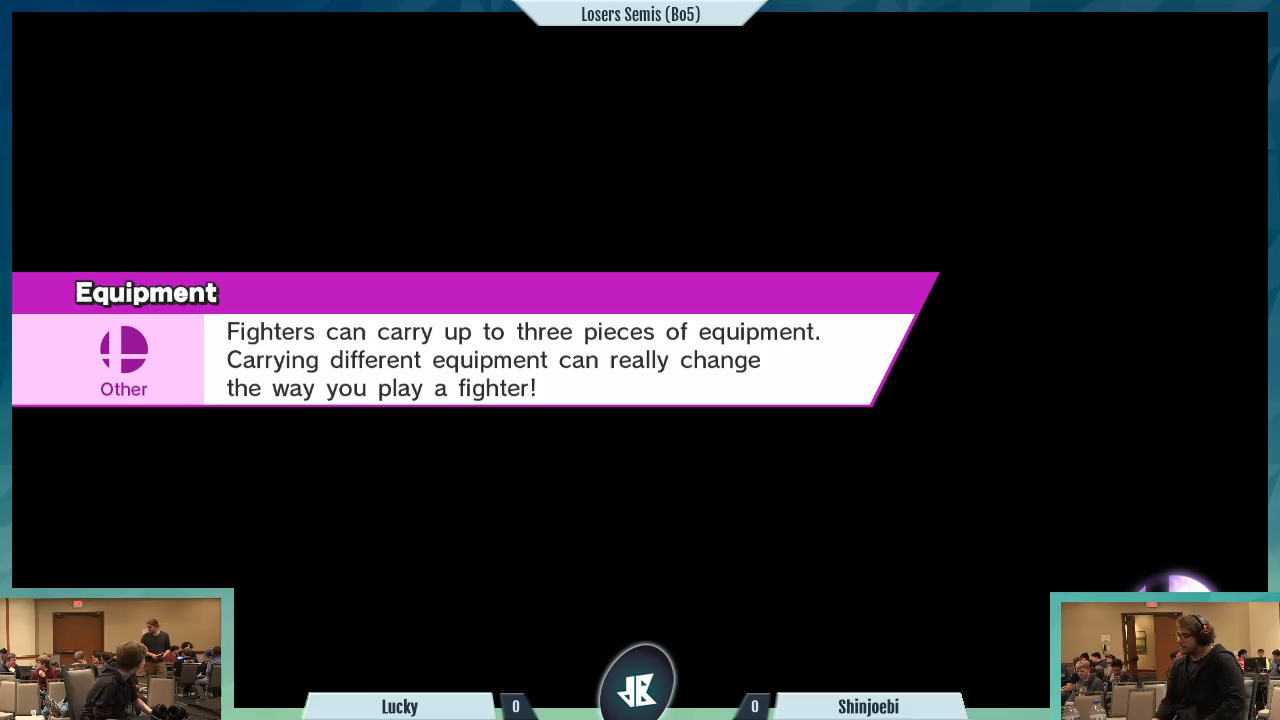 Losers Semis (Bo5)
Equipment
Other
Fighters can carry up to three pieces of equipment.
Carrying different equipment can really change
the way you play a fighter!
Lucky
0
0
Shinjoebi